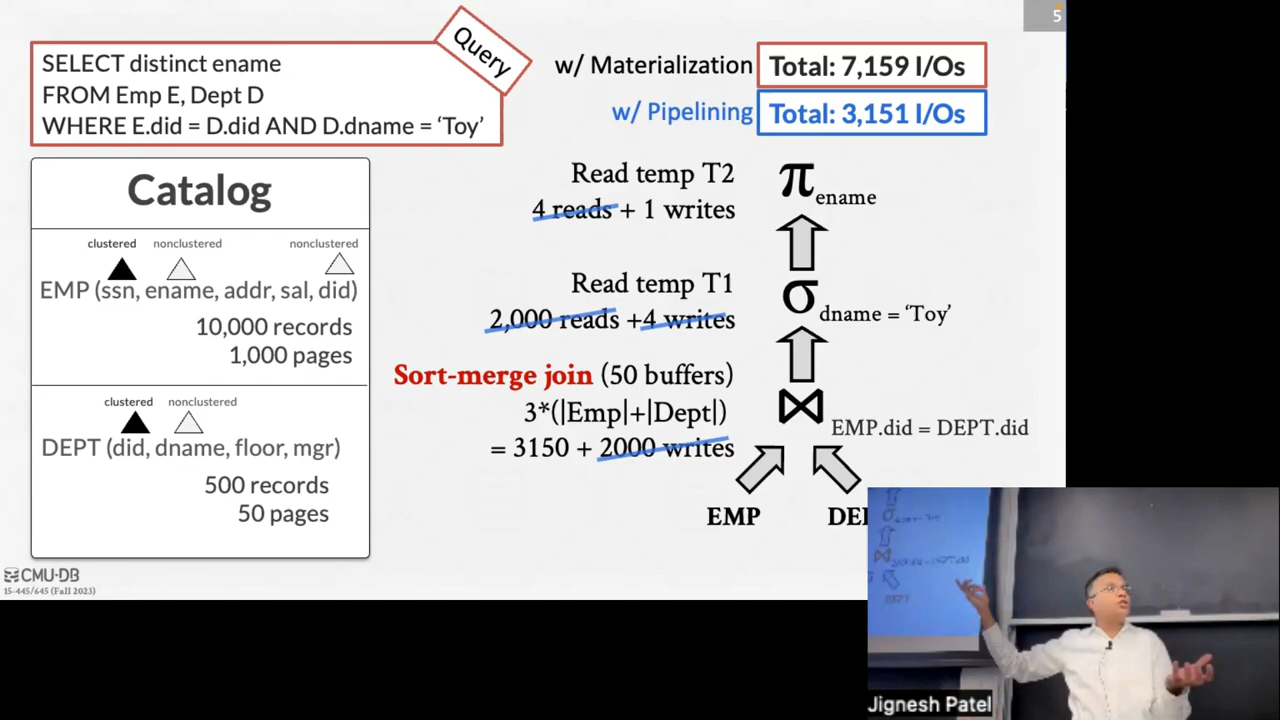 5
SELECT distinct ename
FROM Emp E, Dept D
WHERE E.did = D.did AND D.dname = ‘Toy’
Query
w/ Materialization Total: 7,159 I/Os
w/ Pipelining Total: 3,151 I/Os
Catalog
clustered nonclustered nonclustered
EMP (ssn, ename, addr, sal, did)
10,000 records
1,000 pages
clustered nonclustered
DEPT (did, dname, floor, mgr)
500 records
50 pages
Read temp T2
4 reads + 1 writes
π ename
Read temp T1
2,000 reads +4 writes
σ dname = ‘Toy’
Sort-merge join (50 buffers)
3*(|Emp|+|Dept|)
= 3150 + 2000 writes
⋈ EMP.did = DEPT.did
EMP DE
CMU·DB
15-445/645 (Fall 2023)
Jignesh Patel